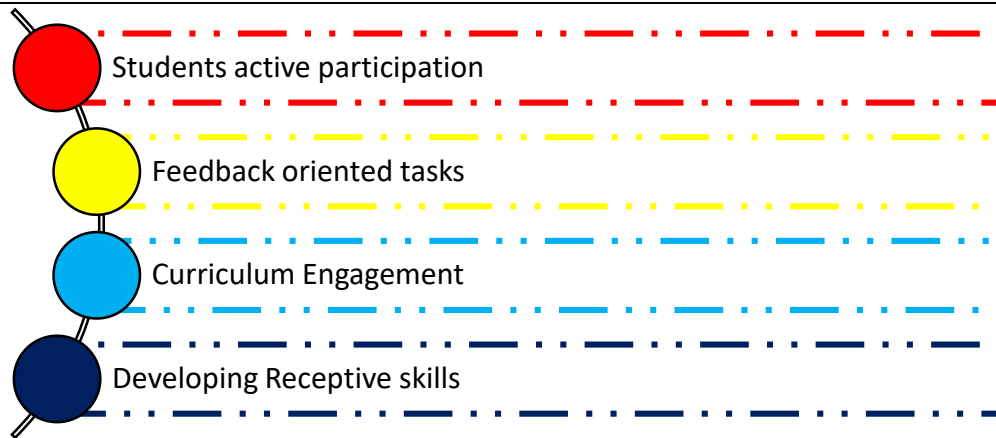 Students active participation
Feedback oriented tasks
Curriculum Engagement
Developing Receptive skills